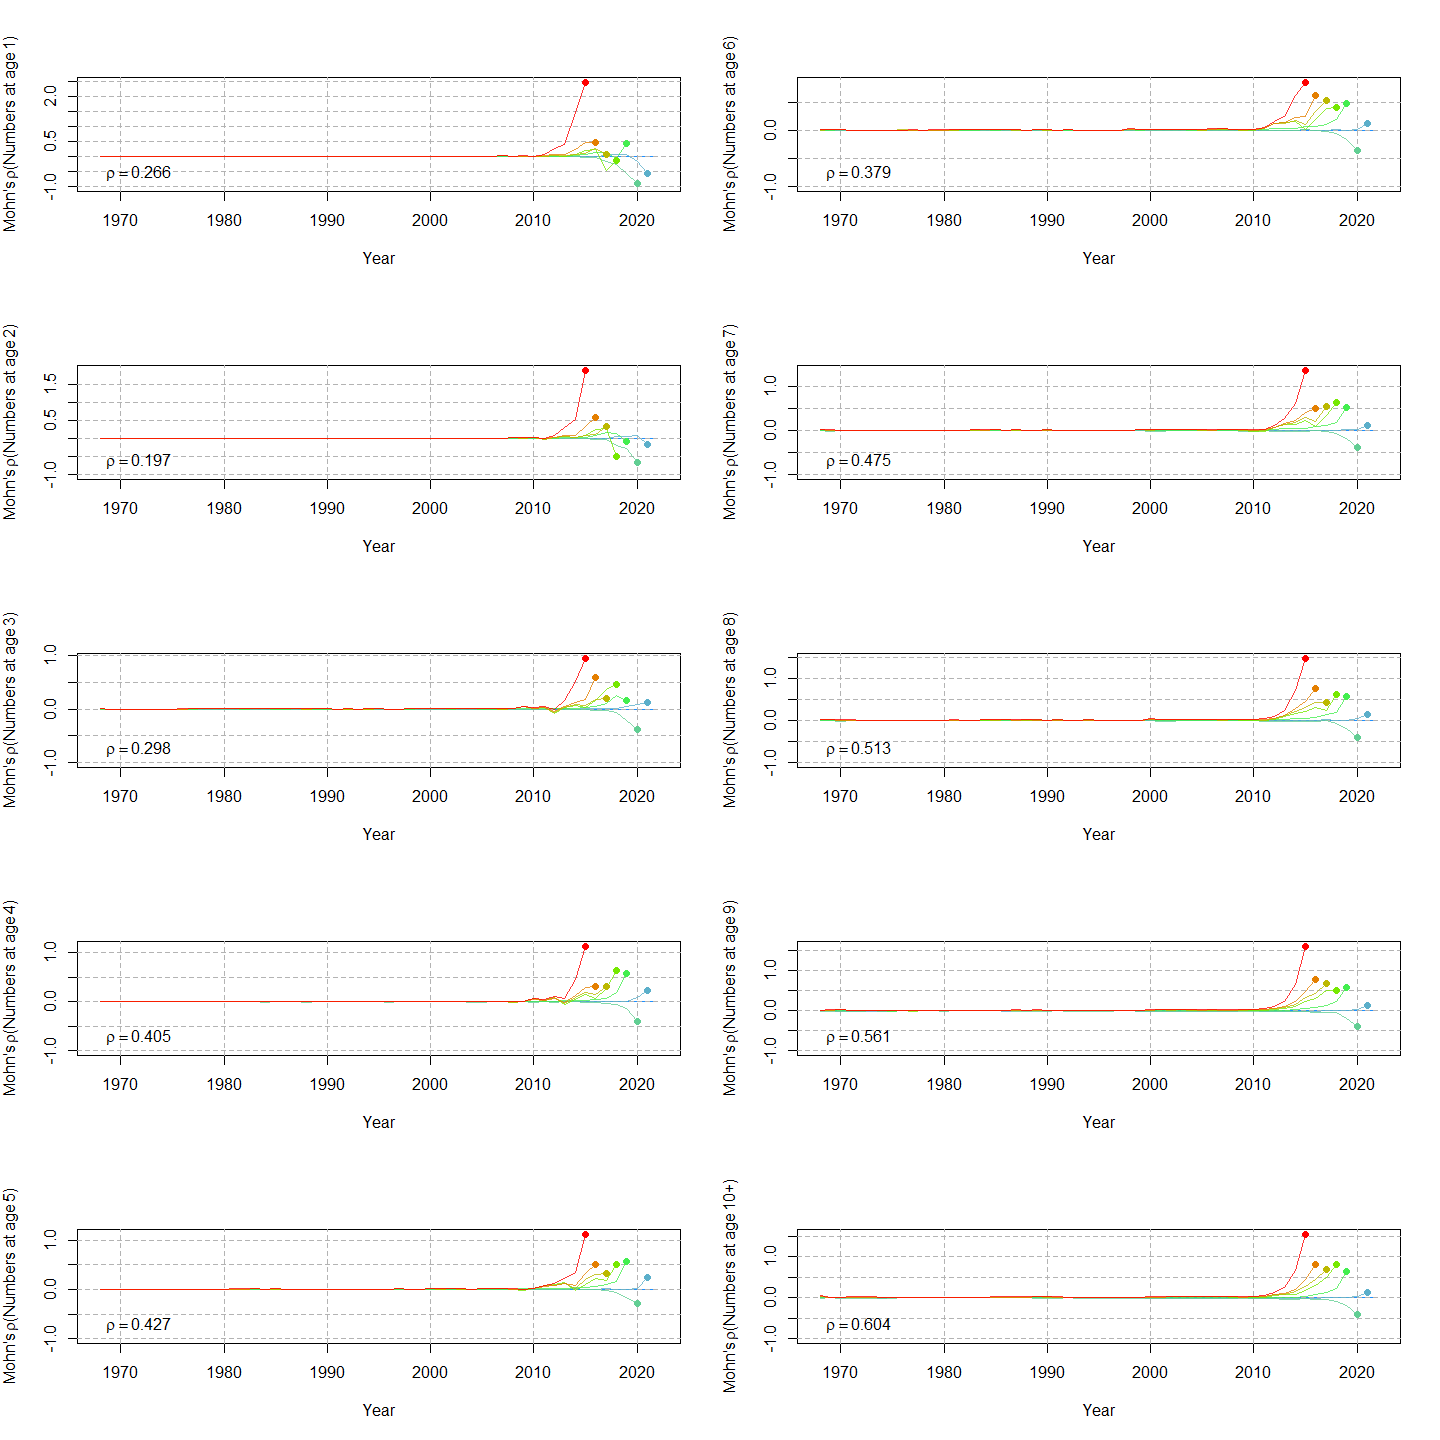 Mohn's ρ(Numbers at age 1)
2.0
0.5
-1.0
ρ = 0.266
1970 1980 1990 2000 2010 2020
Year
Mohn's ρ(Numbers at age 6)
0.0
-1.0
ρ = 0.379
1970 1980 1990 2000 2010 2020
Year
Mohn's ρ(Numbers at age 2)
1.5
0.5
-1.0
ρ = 0.197
1970 1980 1990 2000 2010 2020
Year
Mohn's ρ(Numbers at age 7)
1.0
0.0
-1.0
ρ = 0.475
1970 1980 1990 2000 2010 2020
Year
Mohn's ρ(Numbers at age 3)
1.0
0.0
-1.0
ρ = 0.298
1970 1980 1990 2000 2010 2020
Year
Mohn's ρ(Numbers at age 8)
1.0
0.0
-1.0
ρ = 0.513
1970 1980 1990 2000 2010 2020
Year
Mohn's ρ(Numbers at age 4)
1.0
0.0
-1.0
ρ = 0.405
1970 1980 1990 2000 2010 2020
Year
Mohn's ρ(Numbers at age 9)
1.0
0.0
-1.0
ρ = 0.561
1970 1980 1990 2000 2010 2020
Year
Mohn's ρ(Numbers at age 5)
1.0
0.0
-1.0
ρ = 0.427
1970 1980 1990 2000 2010 2020
Year
Mohn's ρ(Numbers at age 10+)
1.0
0.0
-1.0
ρ = 0.604
1970 1980 1990 2000 2010 2020
Year